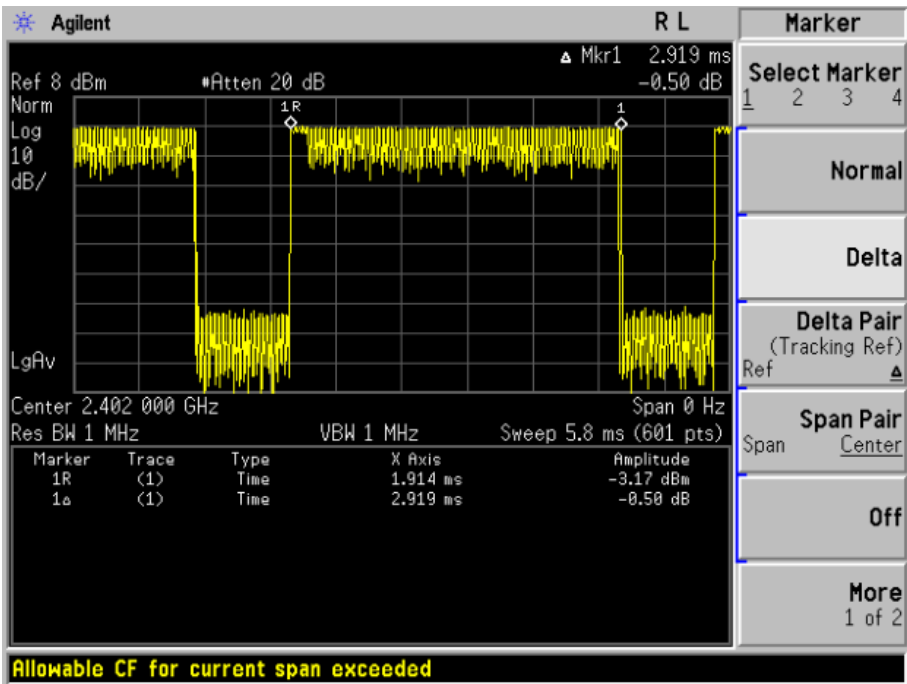 Agilent R L Marker
Δ Mkr1 2.919 ms
Ref 8 dBm #Atten 20 dB -0.50 dB
Norm
Log
10
dB/
1R
1
LgAv
Center 2.402 000 GHz Span 0 Hz
Res BW 1 MHz VBW 1 MHz Sweep 5.8 ms (601 pts)
Marker Trace Type X Axis Amplitude
1R (1) Time 1.914 ms -3.17 dBm
1Δ (1) Time 2.919 ms -0.50 dB
Allowable CF for current span exceeded
Select Marker
1 2 3 4
Normal
Delta
Delta Pair
(Tracking Ref)
Ref Δ
Span Pair
Span Center
Off
More
1 of 2